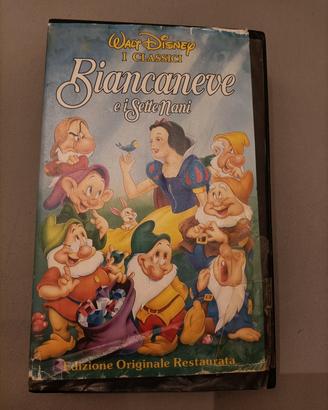 WALT DISNEY
I CLASSICI
Biancaneve
e i Sette Nani
Edizione Originale Restaurata